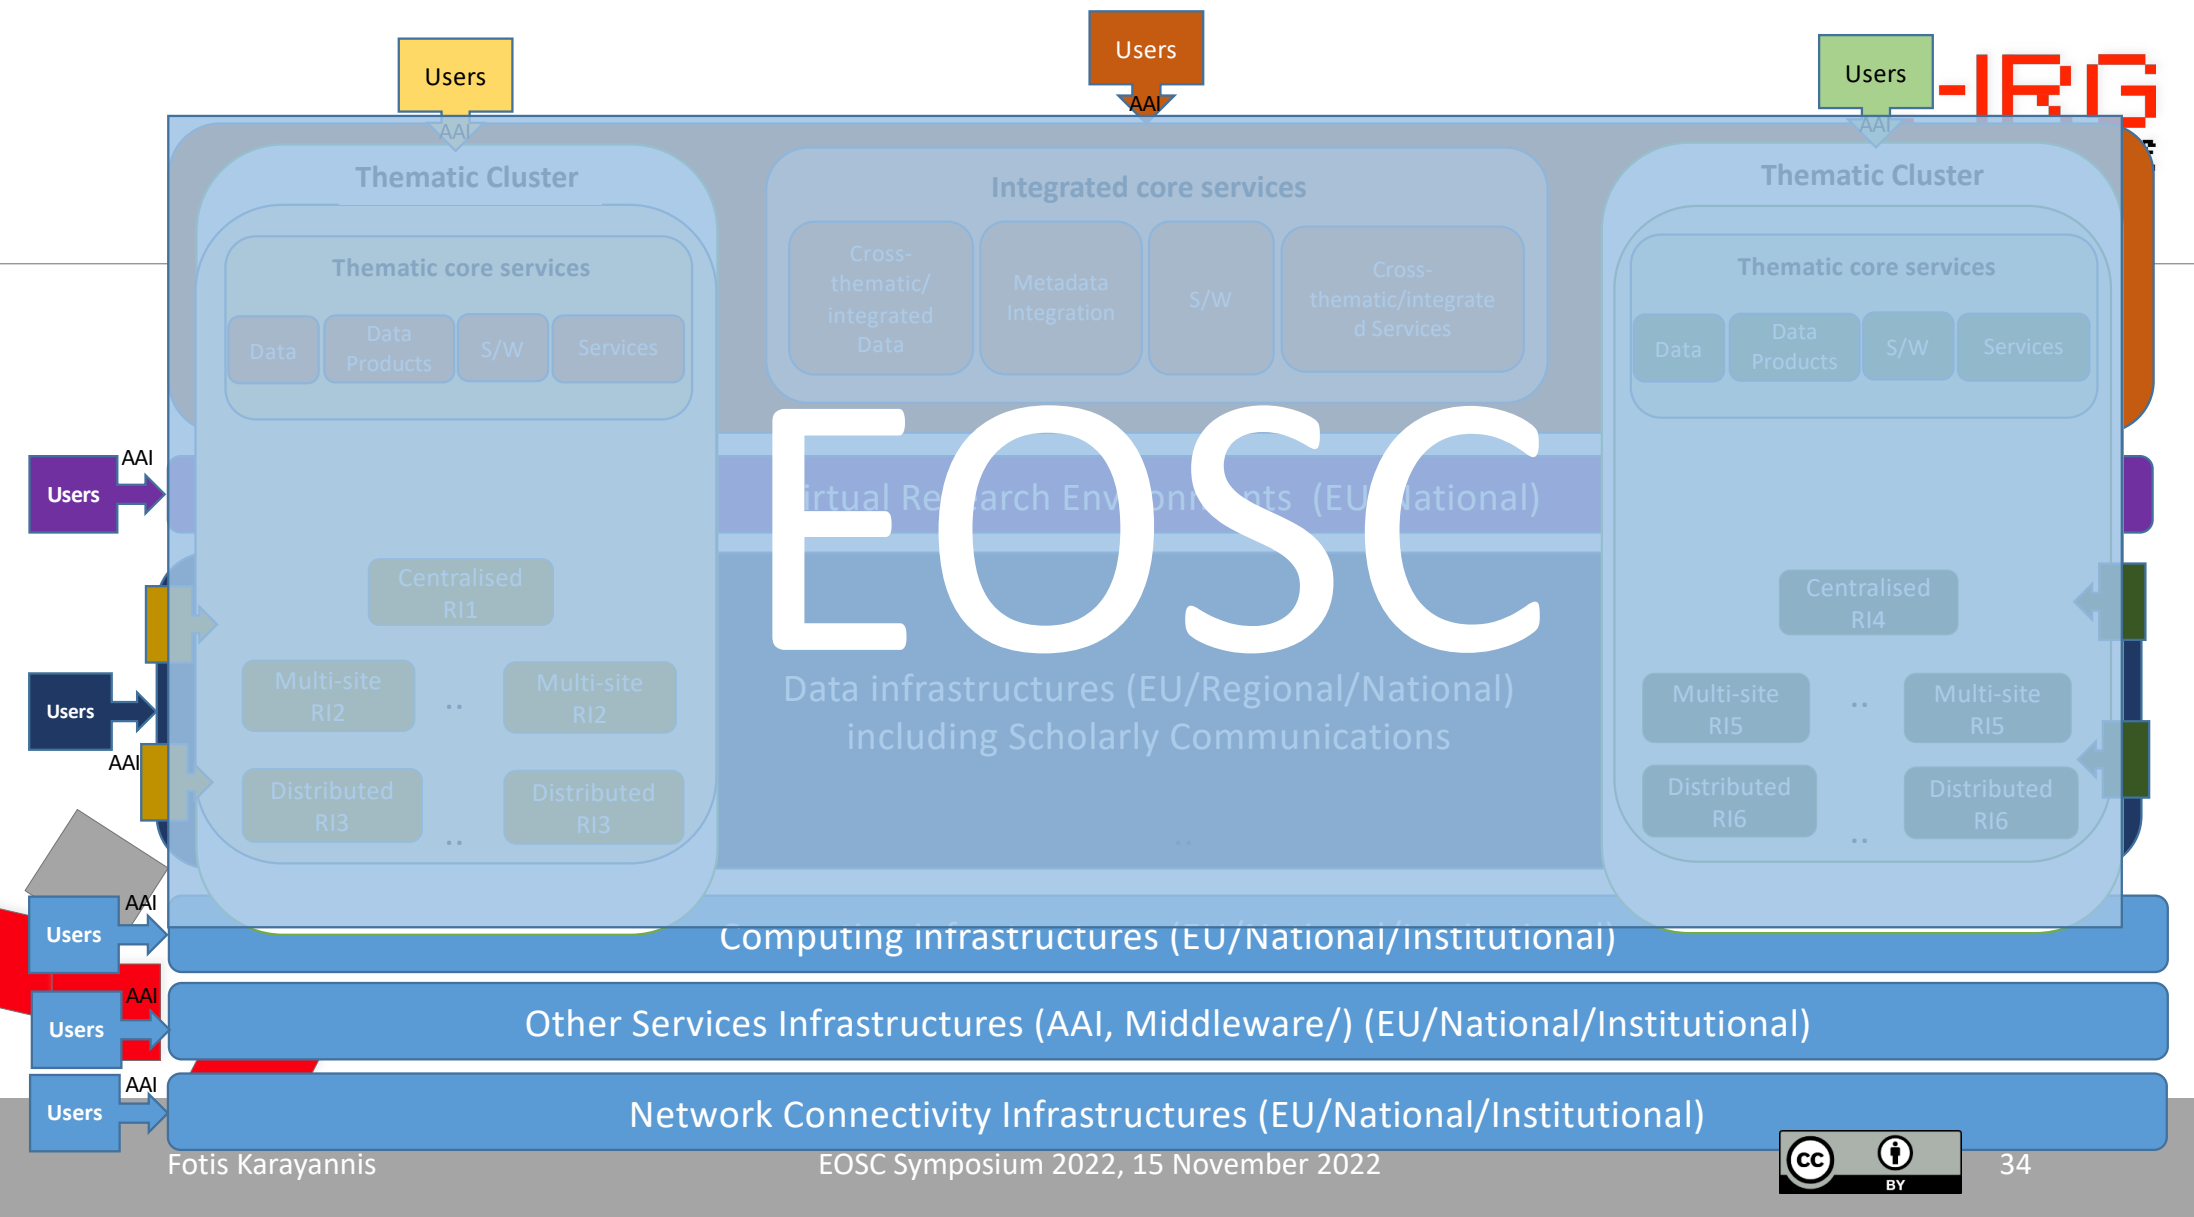 Users
Users
Users
-IRG
AAI
AAI
AAI
Thematic Cluster
Thematic core services
Data
Data
Products
S/W
Services
Integrated core services
Cross-
thematic/
integrated
Data
Metadata
Integration
S/W
Cross-
thematic/integrate
d Services
Thematic Cluster
Thematic core services
Data
Data
Products
S/W
Services
EOSC
AAI
Users
Research Environments (EU/National)
Centralised
RI1
Multi-site
RI2
..
Multi-site
RI2
Distributed
RI3
..
Distributed
RI3
Users
AAI
Data infrastructures (EU/Regional/National)
including Scholarly Communications
..
Centralised
RI4
Multi-site
RI5
..
Multi-site
RI5
Distributed
RI6
..
Distributed
RI6
AAI
Users
Computing infrastructures (EU/National/Institutional)
AAI
Users
Other Services Infrastructures (AAI, Middleware/) (EU/National/Institutional)
AAI
Users
Network Connectivity Infrastructures (EU/National/Institutional)
Fotis Karayannis
EOSC Symposium 2022, 15 November 2022
CC
BY
34